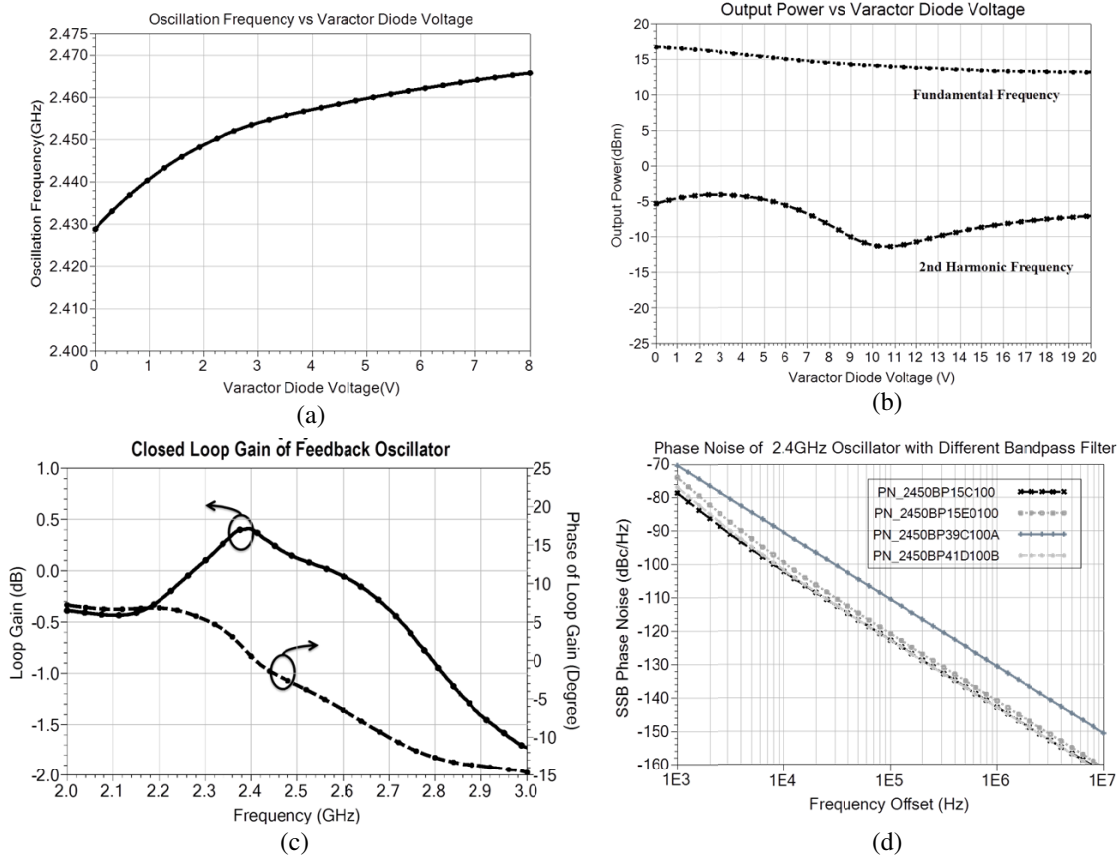 Oscillation Frequency vs Varactor Diode Voltage
2.475
2.470
2.460
2.450
2.440
2.430
2.420
2.410
2.400
Oscillation Frequency(GHz)
0 1 2 3 4 5 6 7 8
Varactor Diode Voltage(V)
(a)
Output Power vs Varactor Diode Voltage
20
15
10
5
0
-5
-10
-15
-20
-25
Output Power(dBm)
Fundamental Frequency
2nd Harmonic Frequency
0 1 2 3 4 5 6 7 8 9 10 11 12 13 14 15 16 17 18 19 20
Varactor Diode Voltage (V)
(b)
Closed Loop Gain of Feedback Oscillator
1.0
0.5
0.0
-0.5
-1.0
-1.5
-2.0
Loop Gain (dB)
25
20
15
10
5
0
-5
-10
-15
Phase of Loop Gain (Degree)
2.0 2.1 2.2 2.3 2.4 2.5 2.6 2.7 2.8 2.9 3.0
Frequency (GHz)
(c)
Phase Noise of 2.4GHz Oscillator with Different Bandpass Filter
-70
-80
-90
-100
-110
-120
-130
-140
-150
-160
SSB Phase Noise (dBc/Hz)
PN_2450BP15C100
PN_2450BP15E0100
PN_2450BP39C100A
PN_2450BP41D100B
1E3 1E4 1E5 1E6 1E7
Frequency Offset (Hz)
(d)